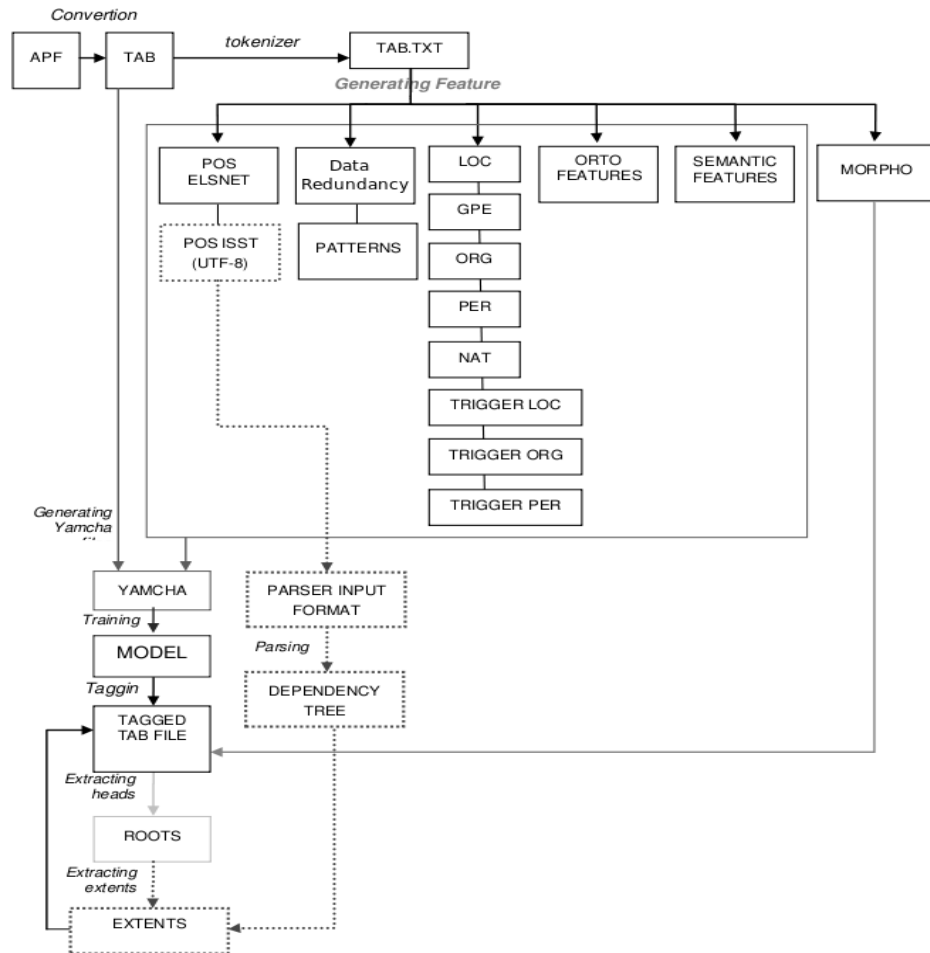 Convertion
APF
TAB
tokenizer
TAB.TXT
Generating Feature
POS
ELSNET
Data
Redundancy
LOC
ORTO
FEATURES
SEMANTIC
FEATURES
MORPHO
POS ISST
(UTF-8)
PATTERNS
GPE
ORG
PER
NAT
TRIGGER LOC
TRIGGER ORG
TRIGGER PER
Generating
Yamcha
YAMCHA
PARSER INPUT
FORMAT
Training
MODEL
Parsing
Taggin
DEPENDENCY
TREE
TAGGED
TAB FILE
Extracting
heads
ROOTS
Extracting
extents
EXTENTS